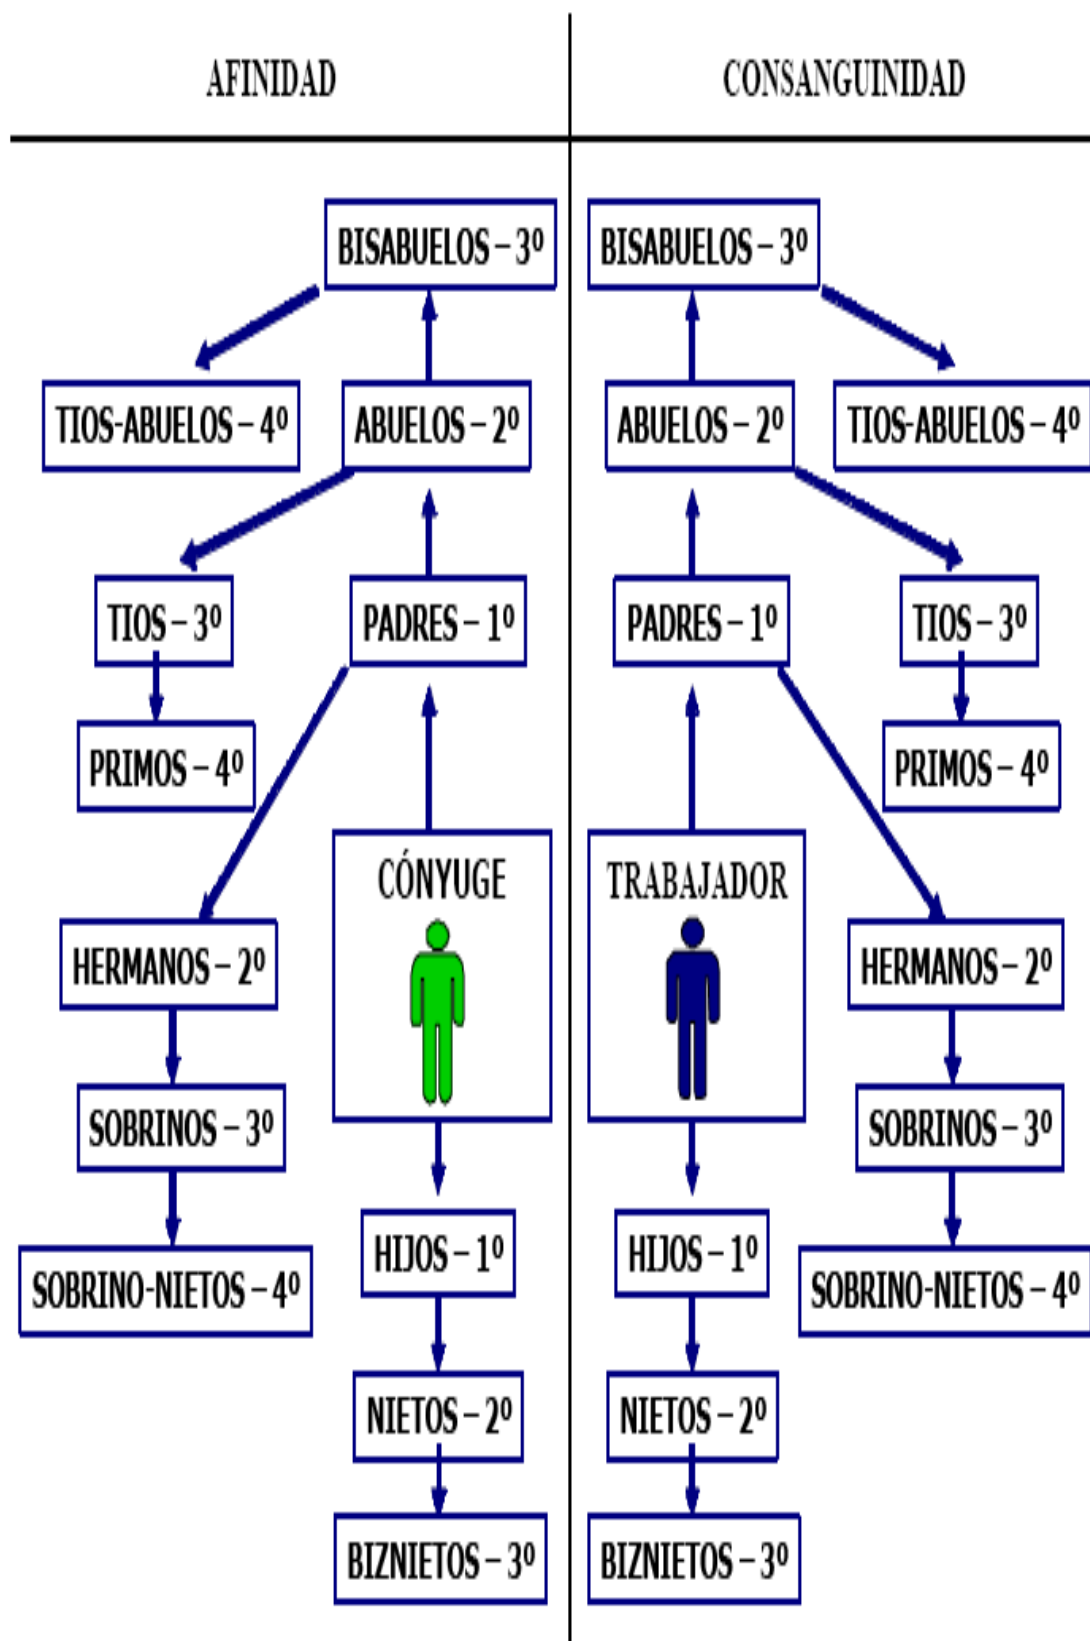 AFINIDAD
CONSANGUINIDAD
BISABUELOS – 3º
BISABUELOS – 3º
TIOS-ABUELOS – 4º
ABUELOS – 2º
ABUELOS – 2º
TIOS-ABUELOS – 4º
TIOS – 3º
PADRES – 1º
PADRES – 1º
TIOS – 3º
PRIMOS – 4º
PRIMOS – 4º
CÓNYUGE
TRABAJADOR
HERMANOS – 2º
HERMANOS – 2º
SOBRINOS – 3º
SOBRINOS – 3º
HIJOS – 1º
HIJOS – 1º
SOBRINO-NIETOS – 4º
SOBRINO-NIETOS – 4º
NIETOS – 2º
NIETOS – 2º
BIZNIETOS – 3º
BIZNIETOS – 3º